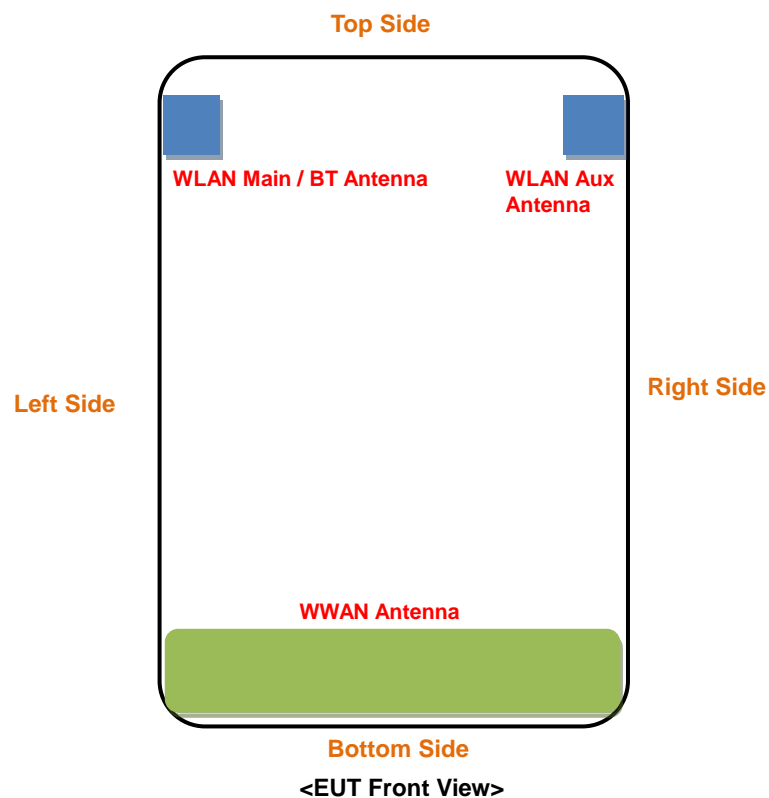 Top Side
WLAN Main / BT Antenna
WLAN Aux
Antenna
Left Side
Right Side
WWAN Antenna
Bottom Side
<EUT Front View>